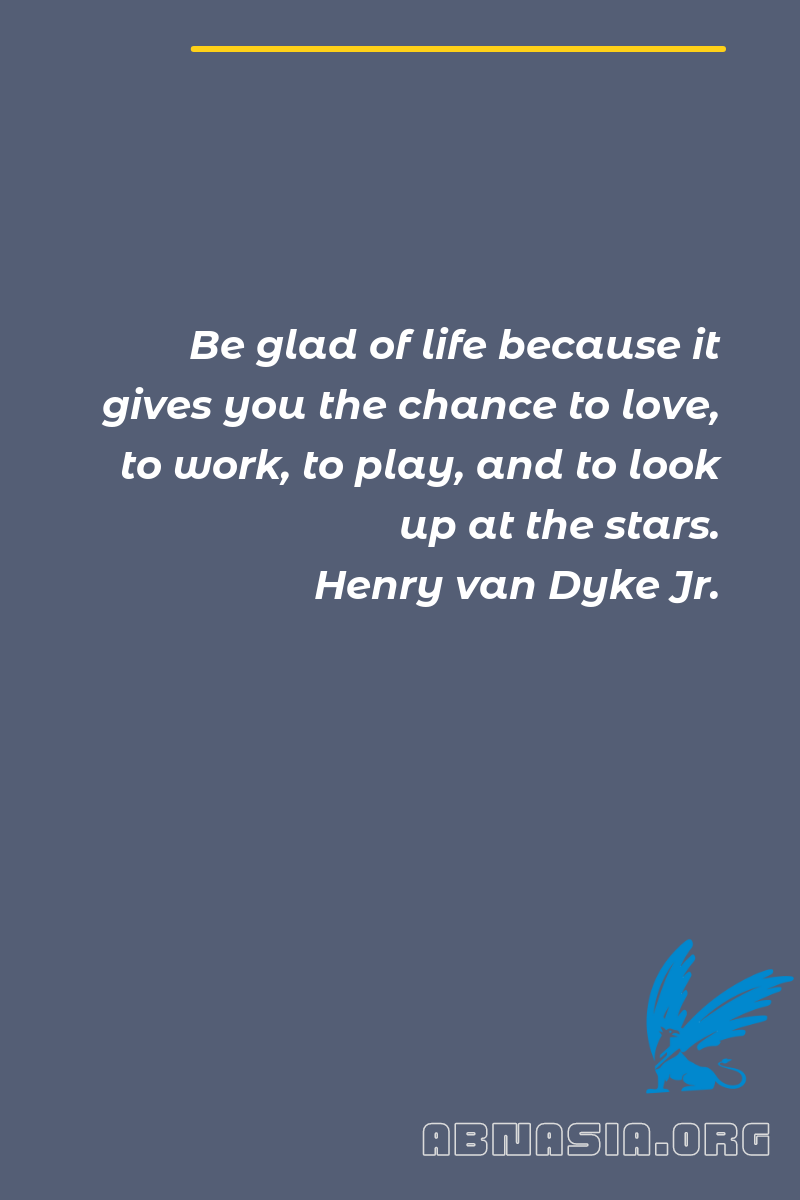 Be glad of life because it
gives you the chance to love,
to work, to play, and to look
up at the stars.
Henry van Dyke Jr.
ABNASIA.ORG